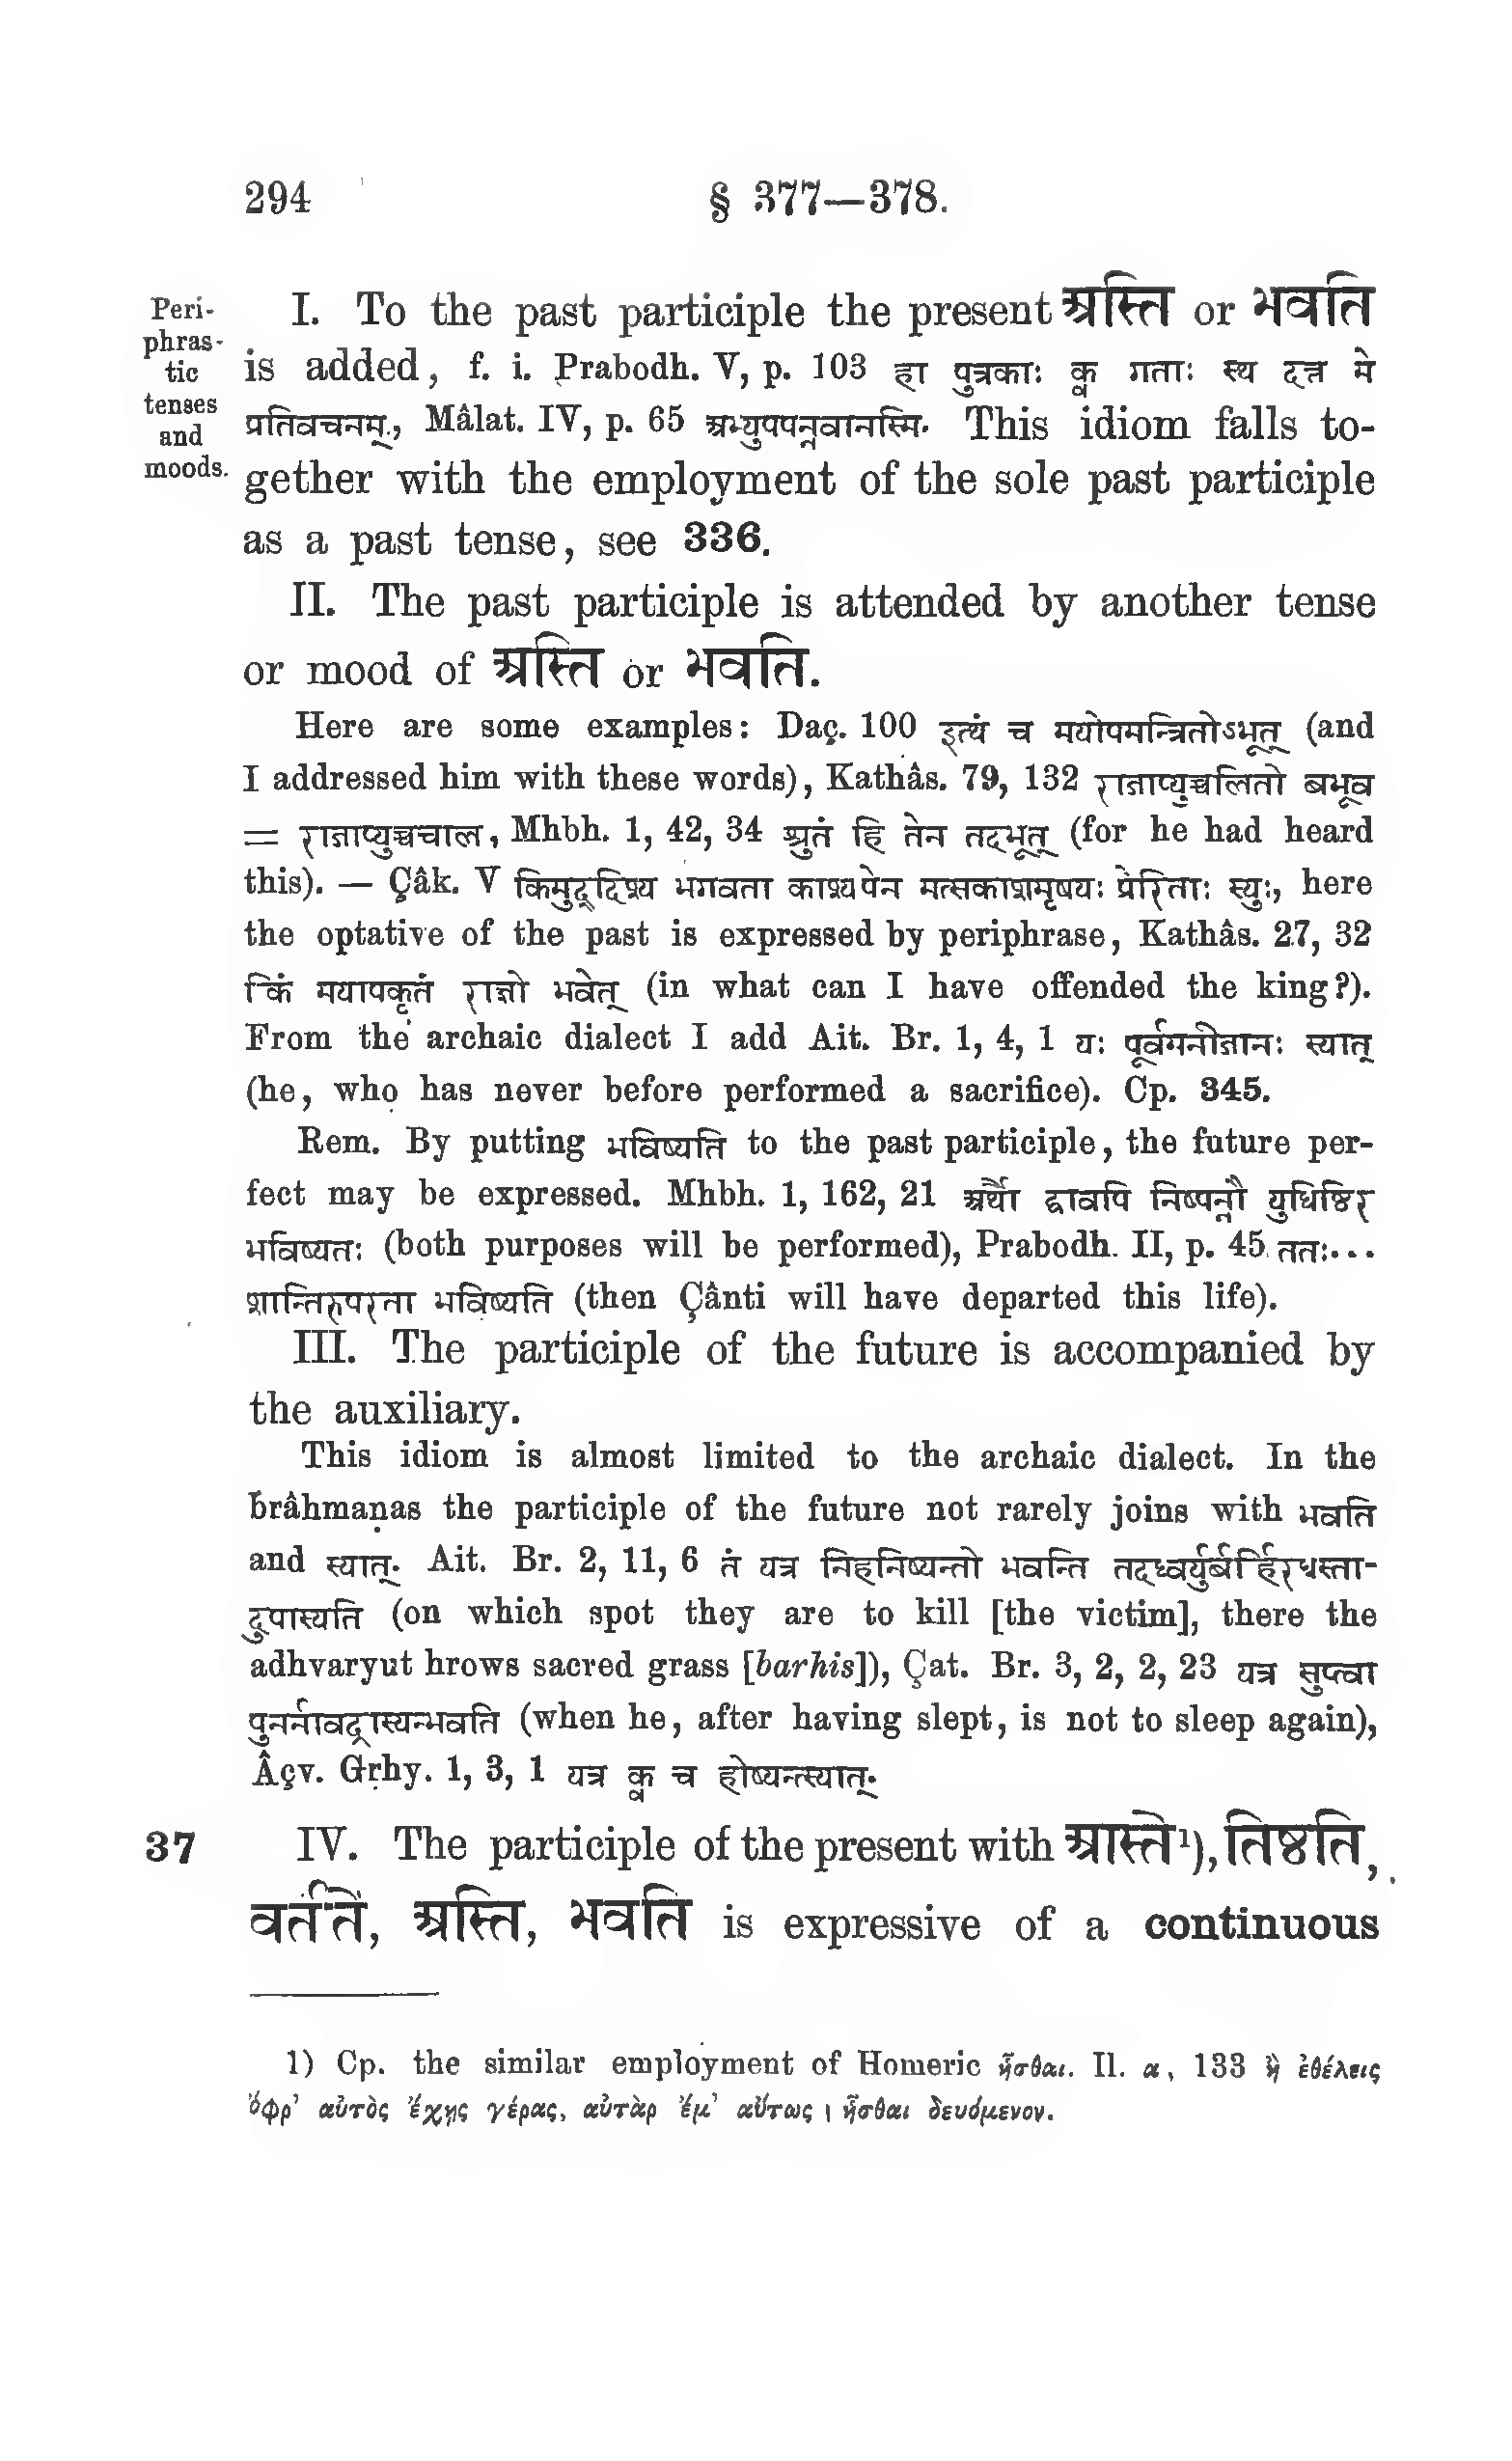 294
§ 377—378.
Peri-
phras-
tic
tenses
and
moods.
I. To the past participle the present अस्ति or भवति
is added, f. i. Prabodh. V, p. 103 हा पुत्रकाः क्व गताः स्थ दत्त मे
प्रतिवचनम्, Mâlat. IV, p. 65 अभ्युपपन्नवानस्मि. This idiom falls to-
gether with the employment of the sole past participle
as a past tense, see 336.
II. The past participle is attended by another tense
or mood of अस्ति or भवति.
Here are some examples: Daç. 100 इत्थं च मयोपमन्त्रितोऽभूत् (and
I addressed him with these words), Kathâs. 79, 132 राजाप्युच्चलितो बभूव
= राजाप्युच्चचाल, Mhbh. 1, 42, 34 श्रुतं हि तेन तदभूत् (for he had heard
this). — Çâk. V किमुद्दिश्य भगवता काश्यपेन मत्सकाशमृषयः प्रेरिताः स्युः, here
the optative of the past is expressed by periphrase, Kathâs. 27, 32
किं मयापकृतं राज्ञो भवेत् (in what can I have offended the king?).
From the archaic dialect I add Ait. Br. 1, 4, 1 यः पूर्वमनीजानः स्यात्
(he, who has never before performed a sacrifice). Cp. 345.
Rem. By putting भविष्यति to the past participle, the future per-
fect may be expressed. Mhbh. 1, 162, 21 अर्थौ द्वावपि निष्पन्नौ युधिष्ठिर
भविष्यतः (both purposes will be performed), Prabodh. II, p. 45 ततः...
शान्तिरुपरता भविष्यति (then Çânti will have departed this life).
III. The participle of the future is accompanied by
the auxiliary.
This idiom is almost limited to the archaic dialect. In the
brâhmaṇas the participle of the future not rarely joins with भवति
and स्यात्. Ait. Br. 2, 11, 6 तं यत्र निहनिष्यन्तो भवन्ति तदध्वर्युर्बर्हिरधस्ता-
दुपास्यति (on which spot they are to kill [the victim], there the
adhvaryut hrows sacred grass [barhis]), Çat. Br. 3, 2, 2, 23 यत्र सुप्त्वा
पुनर्नावद्रास्यन्भवति (when he, after having slept, is not to sleep again),
Âçv. Gṛhy. 1, 3, 1 यत्र क्व च होष्यन्त्स्यात्.
37
IV. The participle of the present with आस्ते¹), तिष्ठति,
वर्तते, अस्ति, भवति is expressive of a continuous
1) Cp. the similar employment of Homeric ἧσθαι. Il. α, 133 ἦ ἐθέλεις
ὄφρ’ αὐτὸς ἔχῃς γέρας, αὐτὰρ ἔμ’ αὔτως | ἧσθαι δευόμενον.